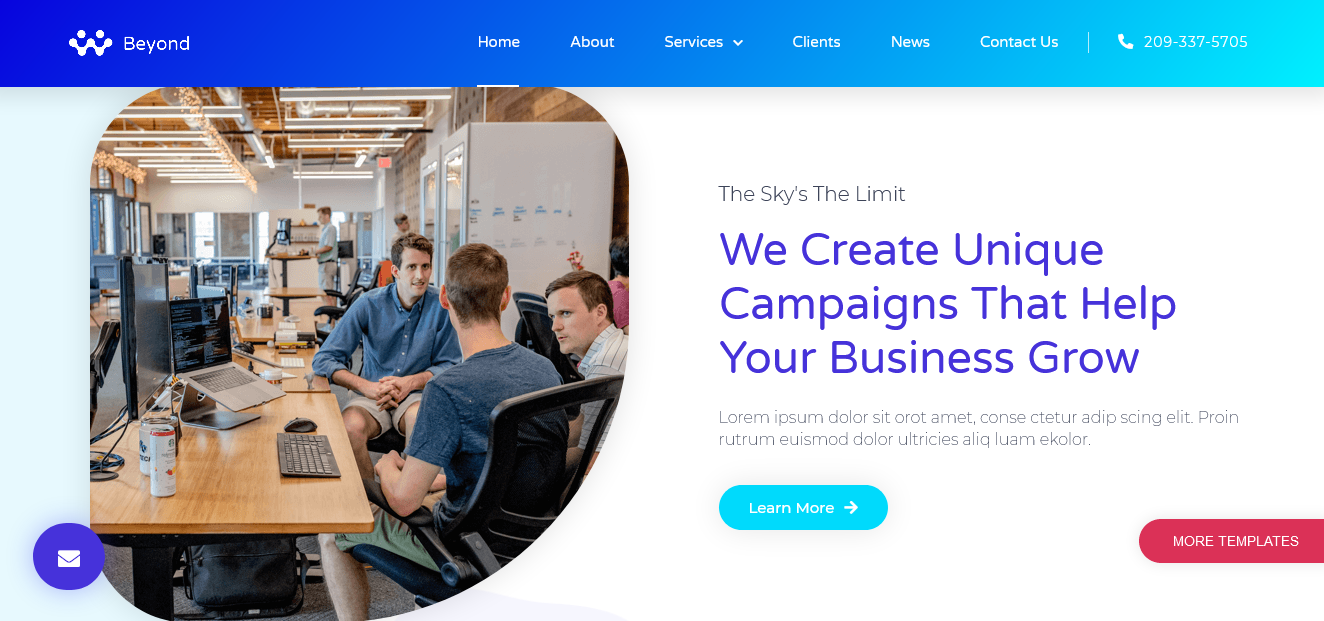 Beyond
Home
About
Services
Clients
News
Contact Us
209-337-5705
The Sky's The Limit
We Create Unique
Campaigns That Help
Your Business Grow
Lorem ipsum dolor sit orot amet, conse ctetur adip scing elit. Proin
rutrum euismod dolor ultricies aliq luam ekolor.
Learn More
MORE TEMPLATES